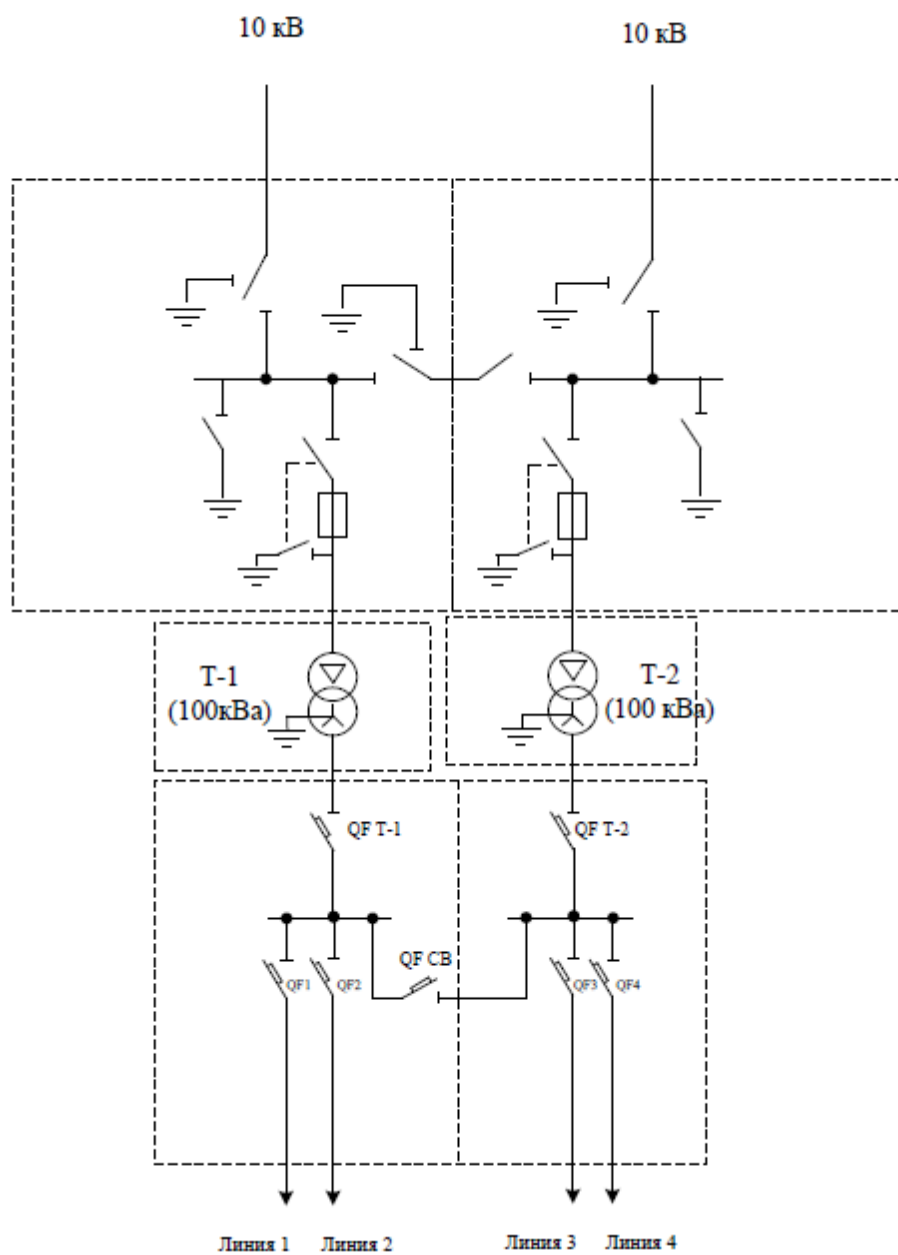 10 кВ
10 кВ
Т-1
(100кВа)
Т-2
(100 кВа)
QF Т-1
QF Т-2
QF СВ
QF1
QF2
QF3
QF4
Линия 1
Линия 2
Линия 3
Линия 4